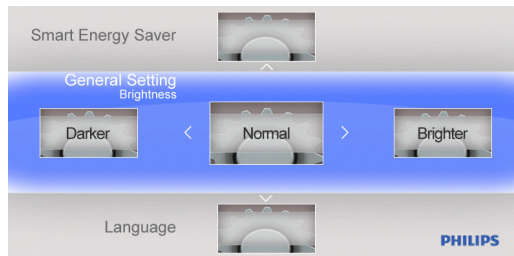 Smart Energy Saver
General Setting
Brightness
Darker
Normal
Brighter
Language
PHILIPS